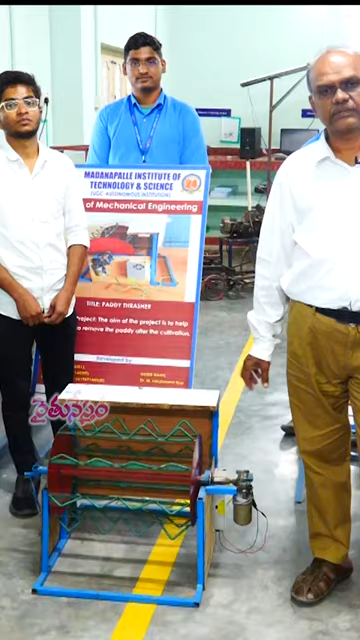 MADANAPALLE INSTITUTE OF
TECHNOLOGY & SCIENCE
(UGC-AUTONOMOUS INSTITUTION)
of Mechanical Engineering
TITLE: PADDY THRASHER
Project: The aim of the project is to help
remove the paddy after the cultivation.
Developed by
రైతునేస్తం